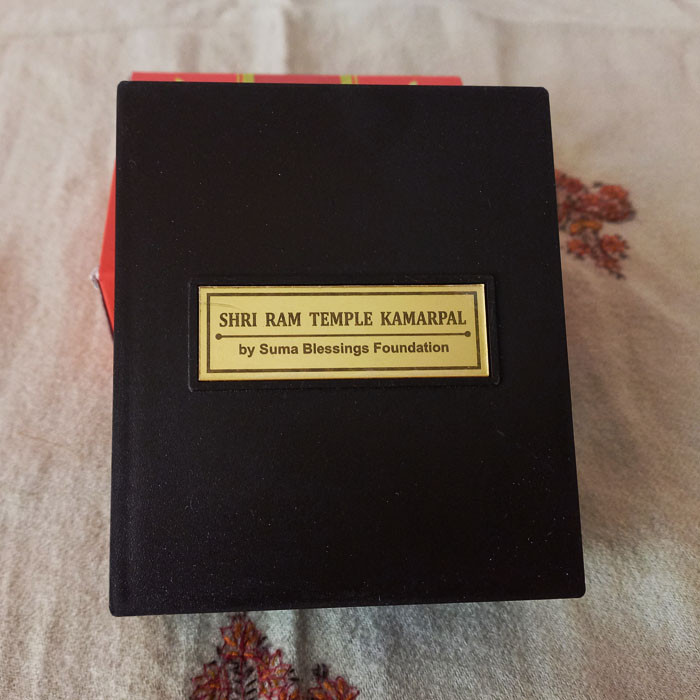 SHRI RAM TEMPLE KAMARPAL
by Suma Blessings Foundation